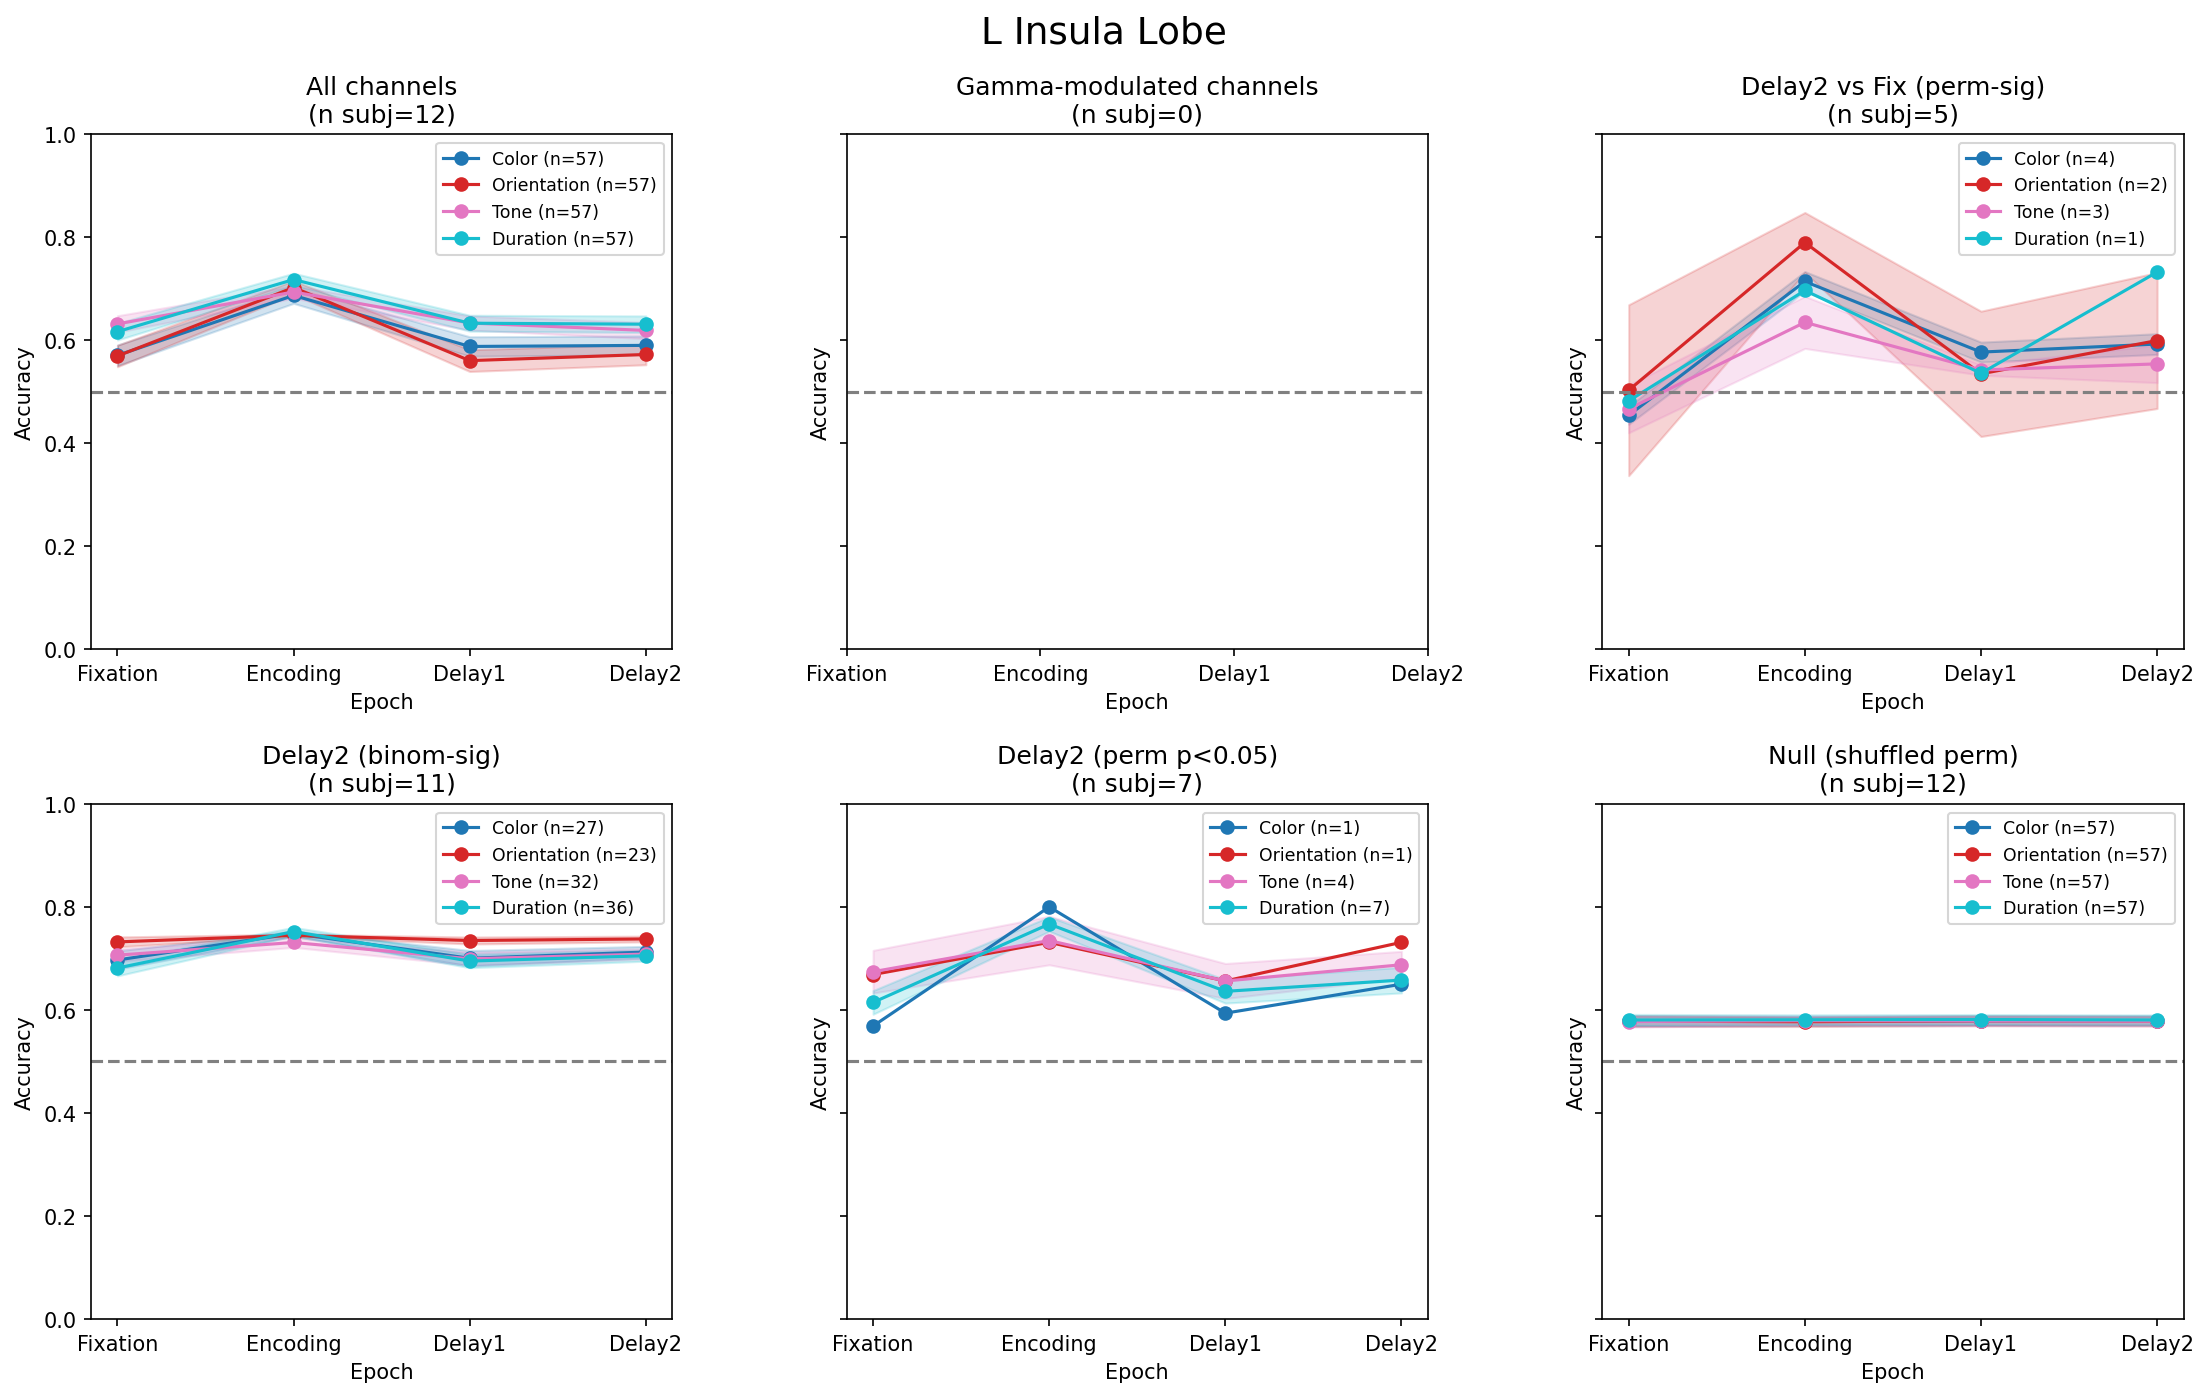 L Insula Lobe
All channels
(n subj=12)
1.0
0.8
0.6
0.4
0.2
0.0
Accuracy
Color (n=57)
Orientation (n=57)
Tone (n=57)
Duration (n=57)
Fixation Encoding Delay1 Delay2
Epoch
Gamma-modulated channels
(n subj=0)
Accuracy
Fixation Encoding Delay1 Delay2
Epoch
Delay2 vs Fix (perm-sig)
(n subj=5)
Accuracy
Color (n=4)
Orientation (n=2)
Tone (n=3)
Duration (n=1)
Fixation Encoding Delay1 Delay2
Epoch
Delay2 (binom-sig)
(n subj=11)
1.0
0.8
0.6
0.4
0.2
0.0
Accuracy
Color (n=27)
Orientation (n=23)
Tone (n=32)
Duration (n=36)
Fixation Encoding Delay1 Delay2
Epoch
Delay2 (perm p<0.05)
(n subj=7)
Accuracy
Color (n=1)
Orientation (n=1)
Tone (n=4)
Duration (n=7)
Fixation Encoding Delay1 Delay2
Epoch
Null (shuffled perm)
(n subj=12)
Accuracy
Color (n=57)
Orientation (n=57)
Tone (n=57)
Duration (n=57)
Fixation Encoding Delay1 Delay2
Epoch